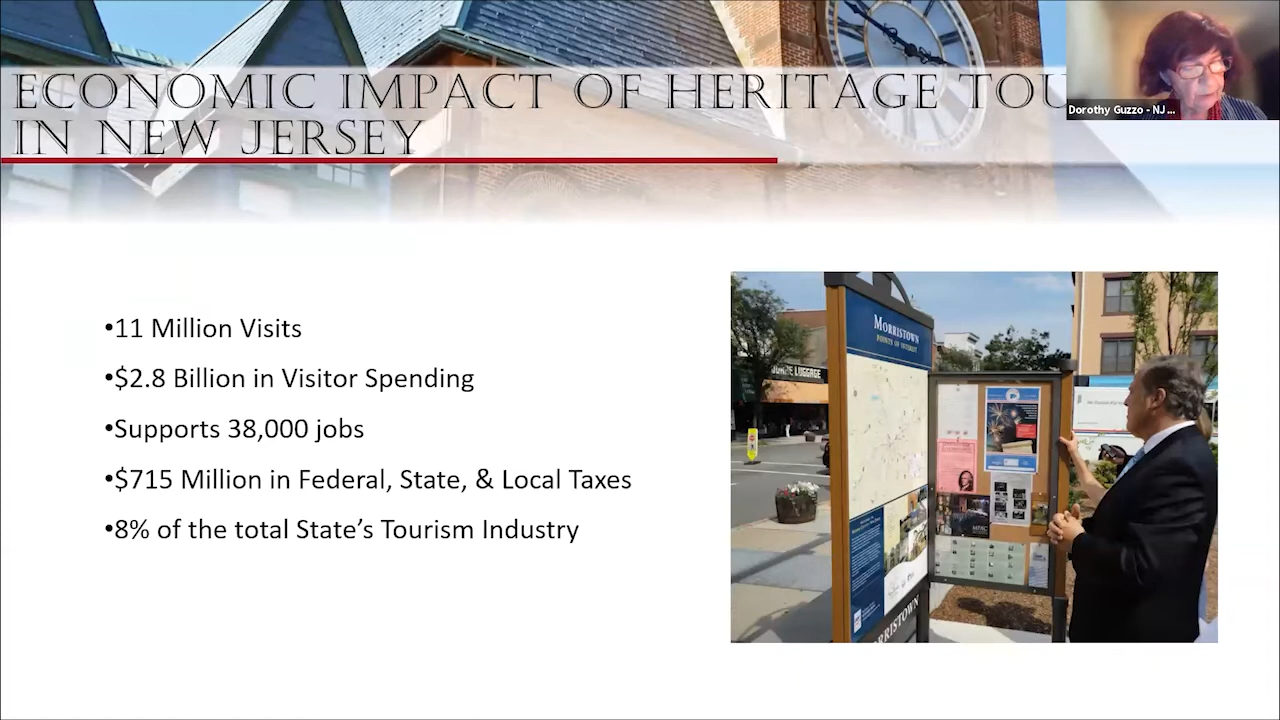 ECONOMIC IMPACT OF HERITAGE TOU
IN NEW JERSEY
Dorothy Guzzo - NJ ...
•11 Million Visits
•$2.8 Billion in Visitor Spending
•Supports 38,000 jobs
•$715 Million in Federal, State, & Local Taxes
•8% of the total State’s Tourism Industry
MORRISTOWN
POINTS OF INTEREST
LUGGAGE